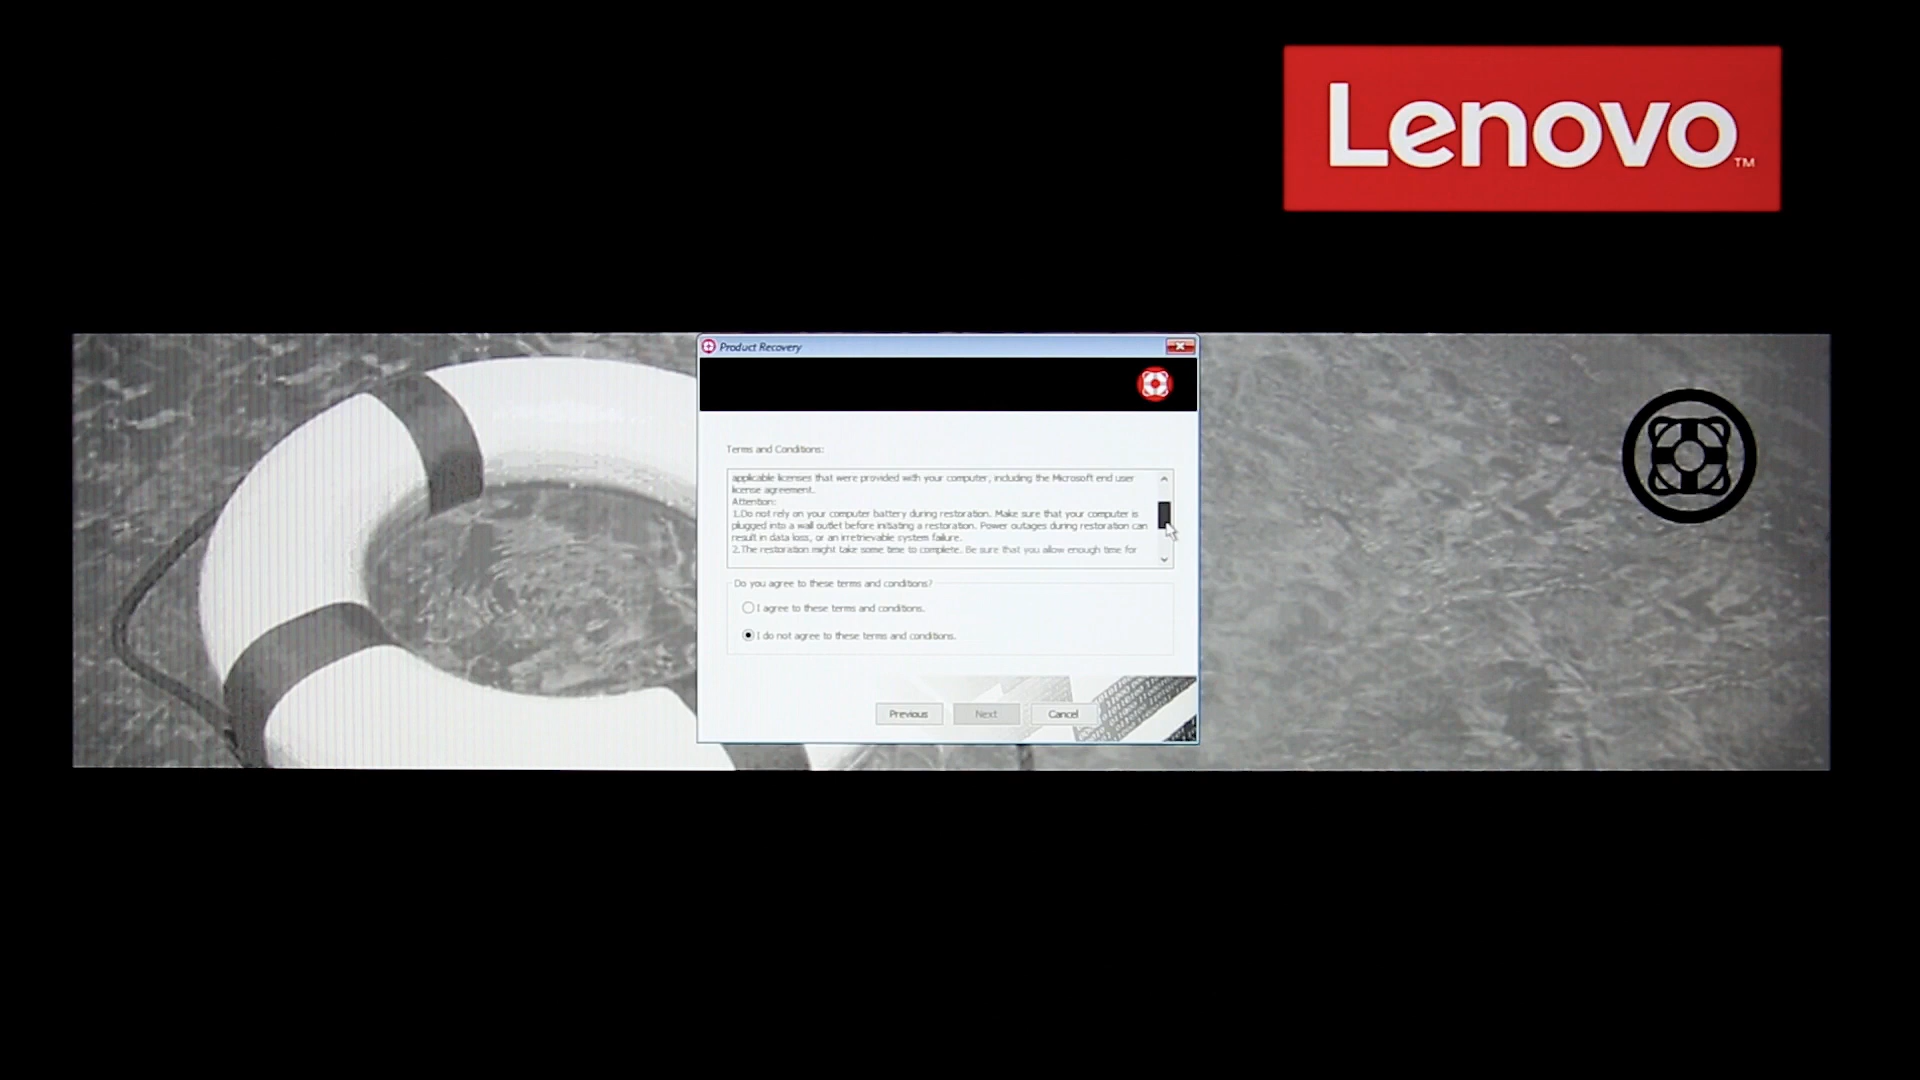 Lenovo
TM
Product Recovery
Terms and Conditions:
applicable licenses that were provided with your computer, including the Microsoft end user
license agreement.
Attention:
1.Do not rely on your computer battery during restoration. Make sure that your computer is
plugged into a wall outlet before initiating a restoration. Power outages during restoration can
result in data loss, or an irretrievable system failure.
2.The restoration might take some time to complete. Be sure that you allow enough time for
Do you agree to these terms and conditions?
I agree to these terms and conditions.
I do not agree to these terms and conditions.
Previous
Next
Cancel